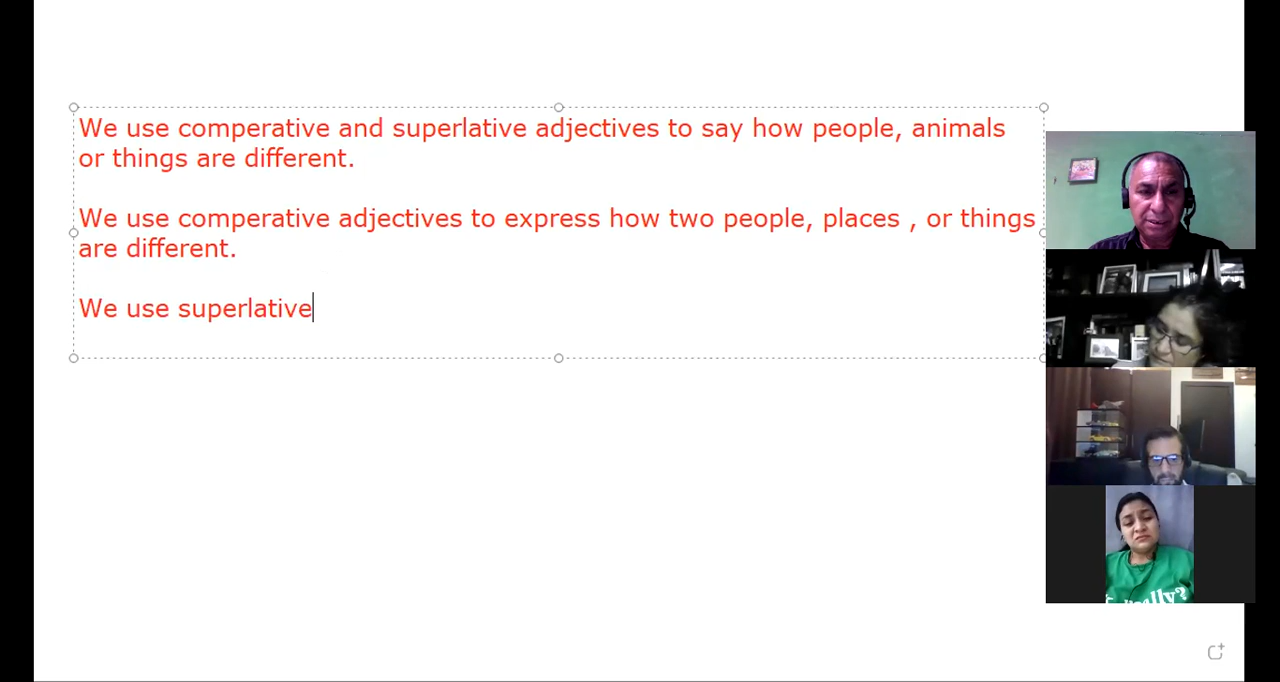 We use comperative and superlative adjectives to say how people, animals
or things are different.
We use comperative adjectives to express how two people, places , or things
are different.
We use superlative